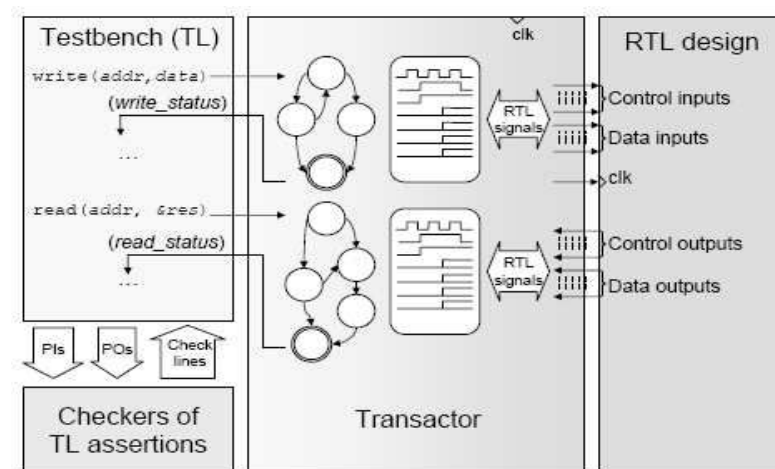 Testbench (TL)
write(addr,data)
(write_status)
...
read(addr, &res)
(read_status)
...
PIs
POs
Check
lines
Checkers of
TL assertions
clk
RTL
signals
RTL
signals
Transactor
RTL design
Control inputs
Data inputs
clk
Control outputs
Data outputs